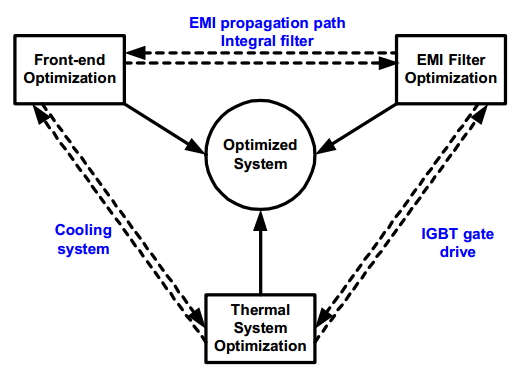 EMI propagation path
Integral filter
Front-end
Optimization
EMI Filter
Optimization
Optimized
System
Cooling
system
IGBT gate
drive
Thermal
System
Optimization